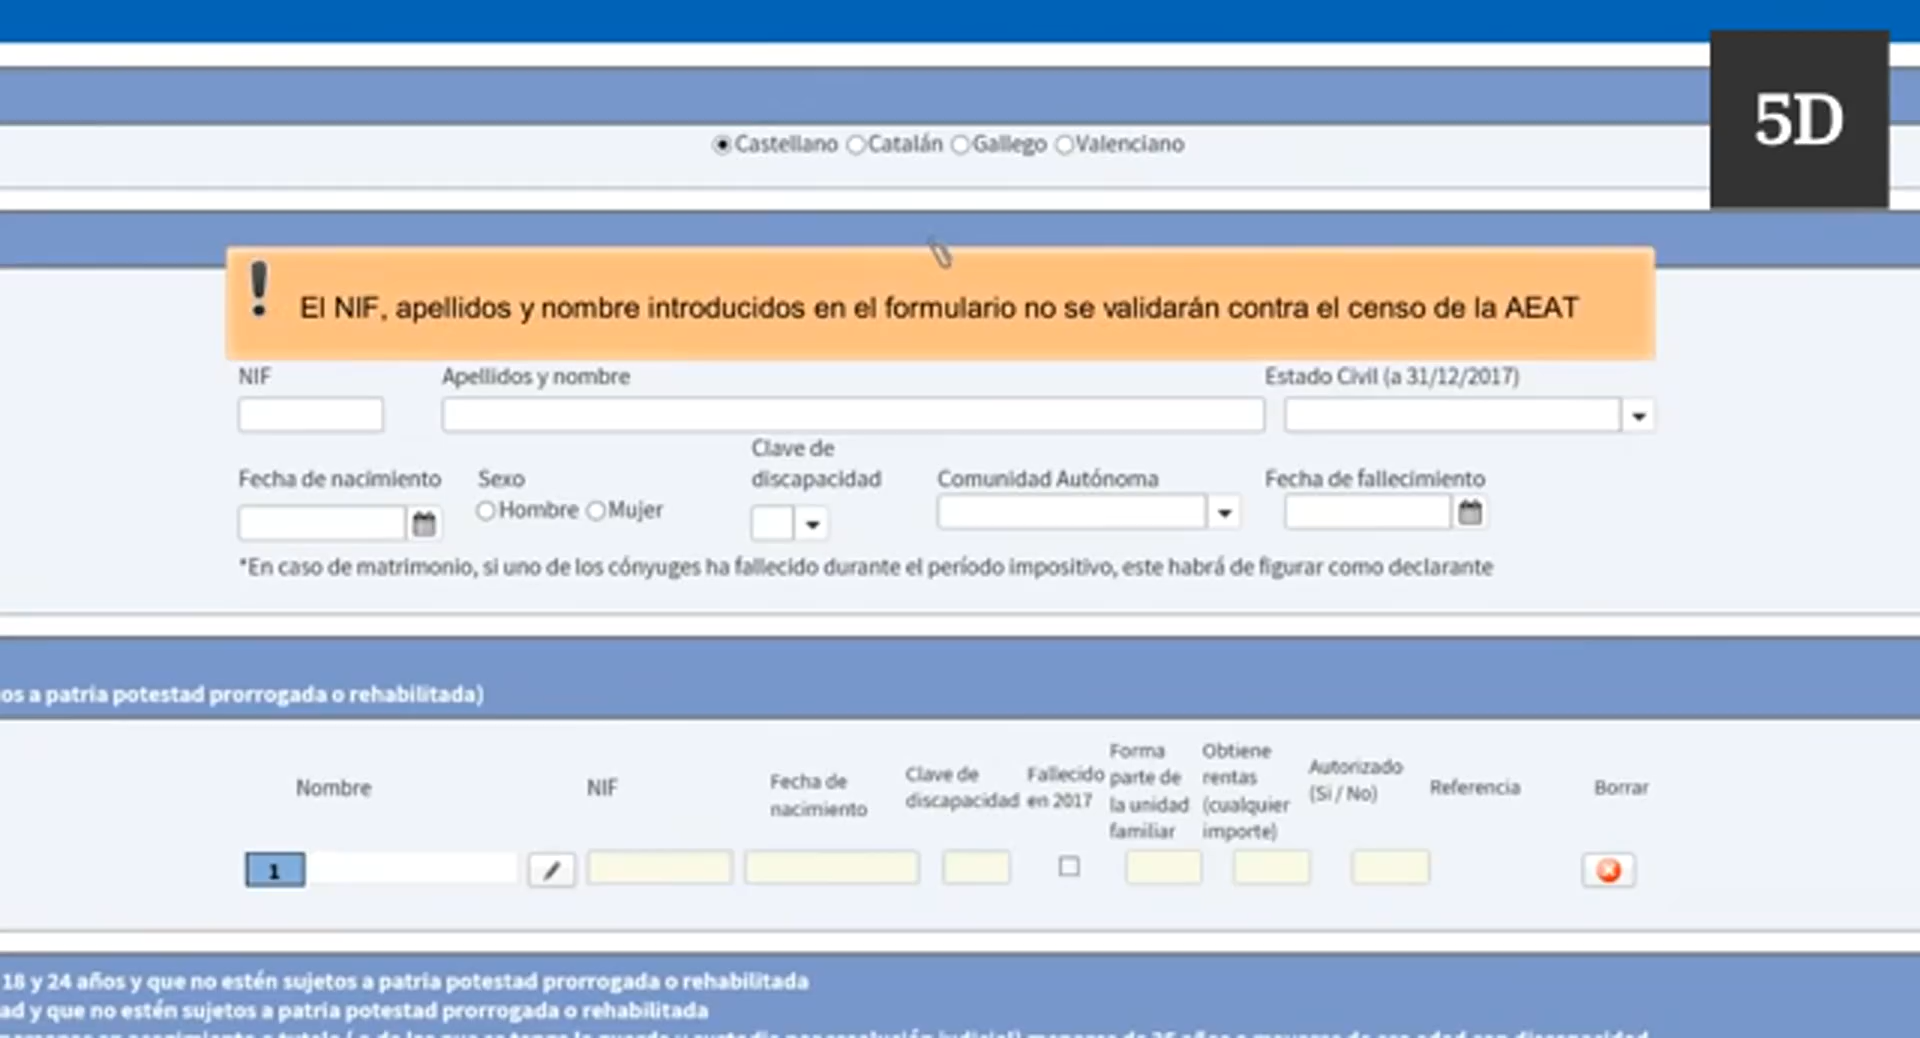 5D
Castellano Catalán Gallego Valenciano
El NIF, apellidos y nombre introducidos en el formulario no se validarán contra el censo de la AEAT
NIF Apellidos y nombre Estado Civil (a 31/12/2017)
Clave de
discapacidad
Fecha de nacimiento Sexo Comunidad Autónoma Fecha de fallecimiento
Hombre Mujer
*En caso de matrimonio, si uno de los cónyuges ha fallecido durante el período impositivo, este habrá de figurar como declarante
os a patria potestad prorrogada o rehabilitada)
Nombre
NIF
Fecha de
nacimiento
Clave de
discapacidad
Fallecido
en 2017
Forma
parte de
la unidad
familiar
Obtiene
rentas
(cualquier
importe)
Autorizado
(Si / No)
Referencia
Borrar
1
18 y 24 años y que no estén sujetos a patria potestad prorrogada o rehabilitada
ad y que no estén sujetos a patria potestad prorrogada o rehabilitada